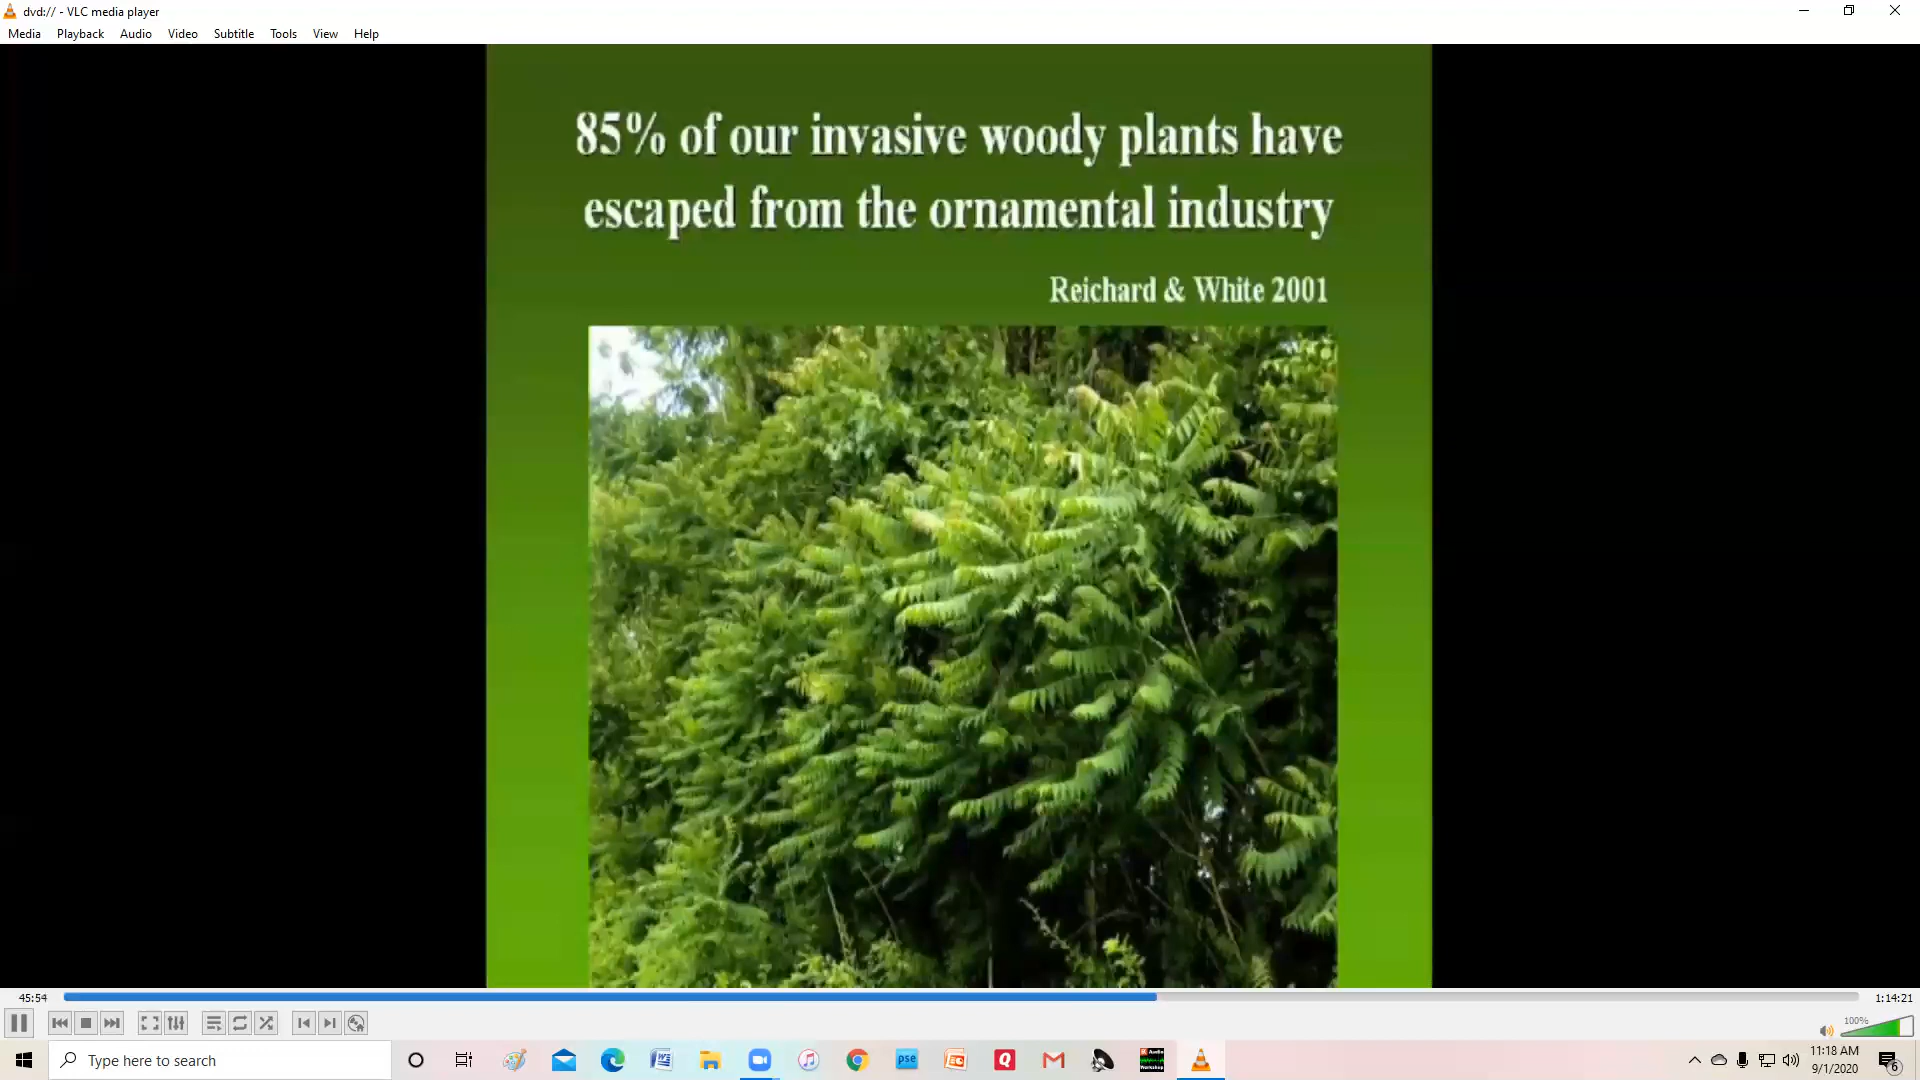 dvd:// - VLC media player
Media Playback Audio Video Subtitle Tools View Help
85% of our invasive woody plants have
escaped from the ornamental industry
Reichard & White 2001
45:54
1:14:21
100%
Type here to search
11:18 AM
9/1/2020
6